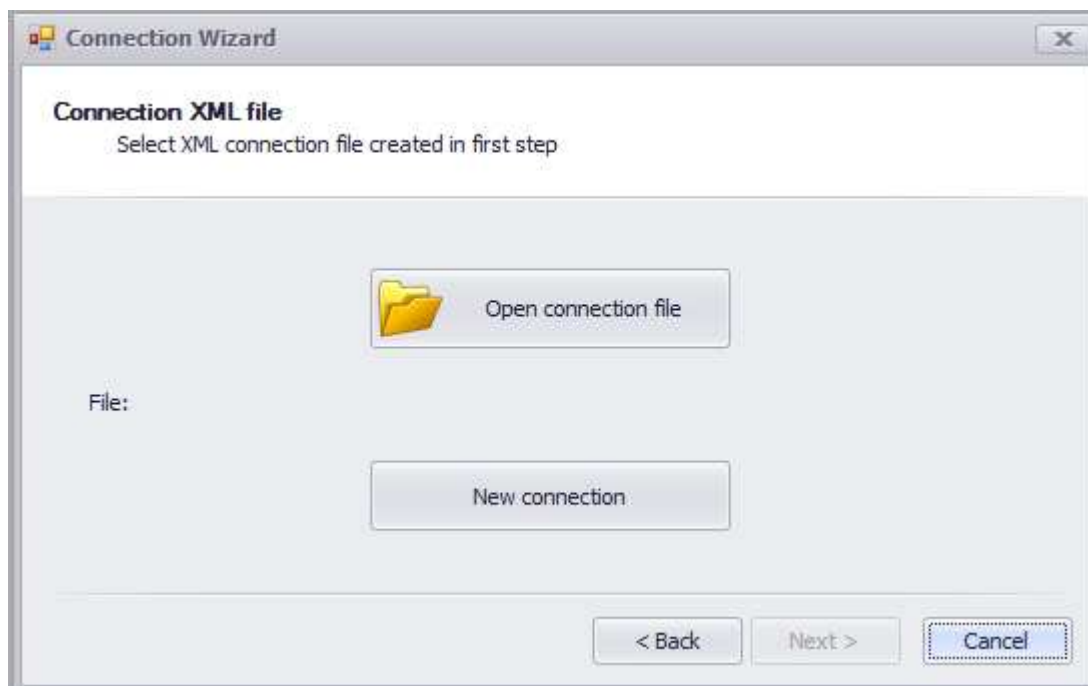 Connection Wizard
Connection XML file
Select XML connection file created in first step
Open connection file
File:
New connection
< Back Next > Cancel